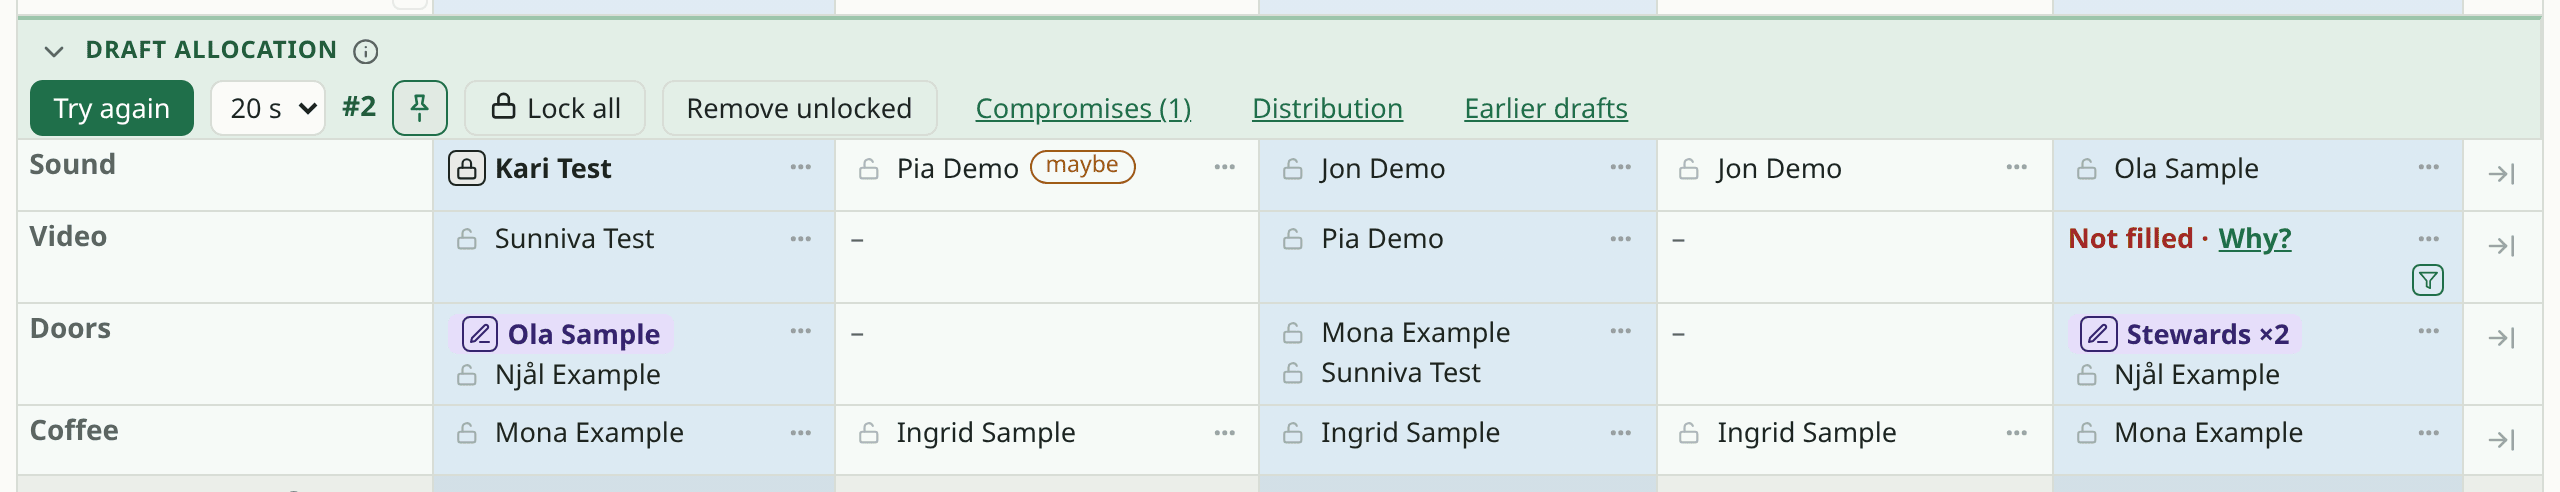 DRAFT ALLOCATION
Try again 20 s #2 Lock all Remove unlocked Compromises (1) Distribution Earlier drafts
Sound Kari Test Pia Demo maybe Jon Demo Jon Demo Ola Sample
Video Sunniva Test – Pia Demo – Not filled · Why?
Doors Ola Sample – Mona Example – Stewards ×2
Njål Example Sunniva Test Njål Example
Coffee Mona Example Ingrid Sample Ingrid Sample Ingrid Sample Mona Example